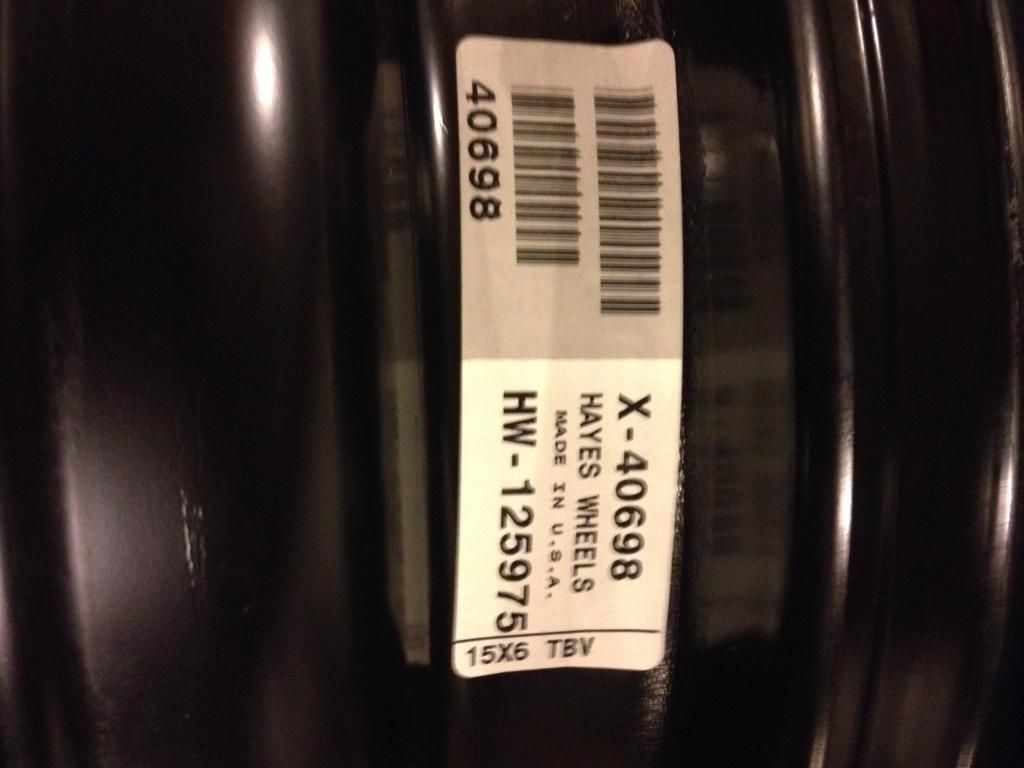 X-40698
HAYES WHEELS
MADE IN U.S.A.
HW-125975
40698
15X6 TBV